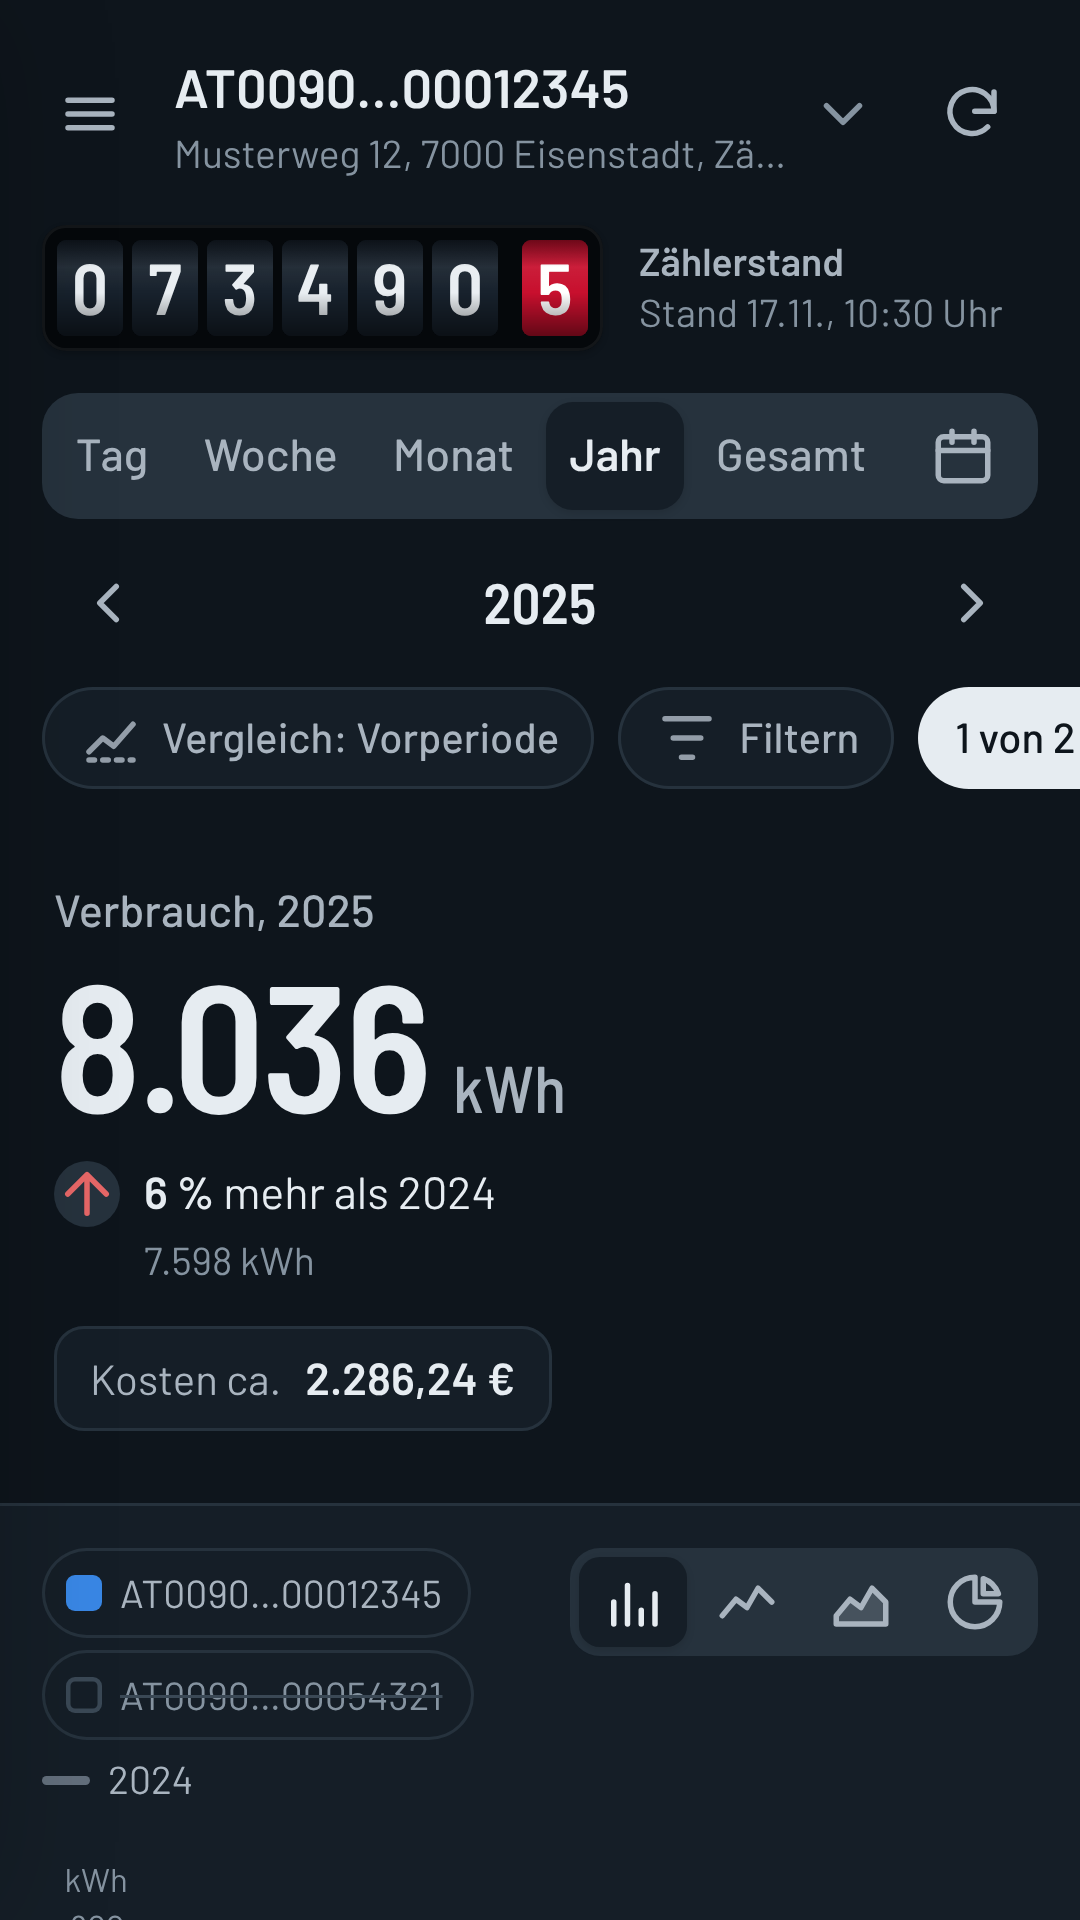 AT0090...00012345
Musterweg 12, 7000 Eisenstadt, Zä...
0 7 3 4 9 0 5
Zählerstand
Stand 17.11., 10:30 Uhr
Tag Woche Monat Jahr Gesamt
2025
Vergleich: Vorperiode Filtern 1 von 2
Verbrauch, 2025
8.036 kWh
6 % mehr als 2024
7.598 kWh
Kosten ca. 2.286,24 €
AT0090...00012345
AT0090...00054321
2024
kWh